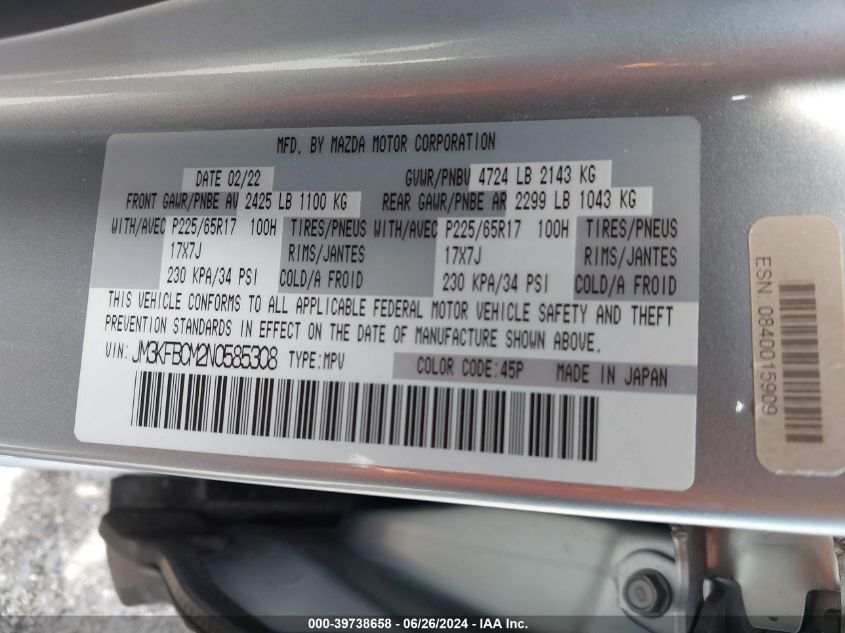 MFD. BY MAZDA MOTOR CORPORATION
DATE 02/22 GVWR/PNBV 4724 LB 2143 KG
FRONT GAWR/PNBE AV 2425 LB 1100 KG REAR GAWR/PNBE AR 2299 LB 1043 KG
WITH/AVEC P225/65R17 100H TIRES/PNEUS WITH/AVEC P225/65R17 100H TIRES/PNEUS
17X7J RIMS/JANTES 17X7J RIMS/JANTES
230 KPA/34 PSI COLD/A FROID 230 KPA/34 PSI COLD/A FROID
THIS VEHICLE CONFORMS TO ALL APPLICABLE FEDERAL MOTOR VEHICLE SAFETY AND THEFT
PREVENTION STANDARDS IN EFFECT ON THE DATE OF MANUFACTURE SHOWN ABOVE.
VIN: JM3KFBCM2N0585308 TYPE:MPV COLOR CODE:45P MADE IN JAPAN
ESN: 0840015909
000-39738658 - 06/26/2024 - IAA Inc.